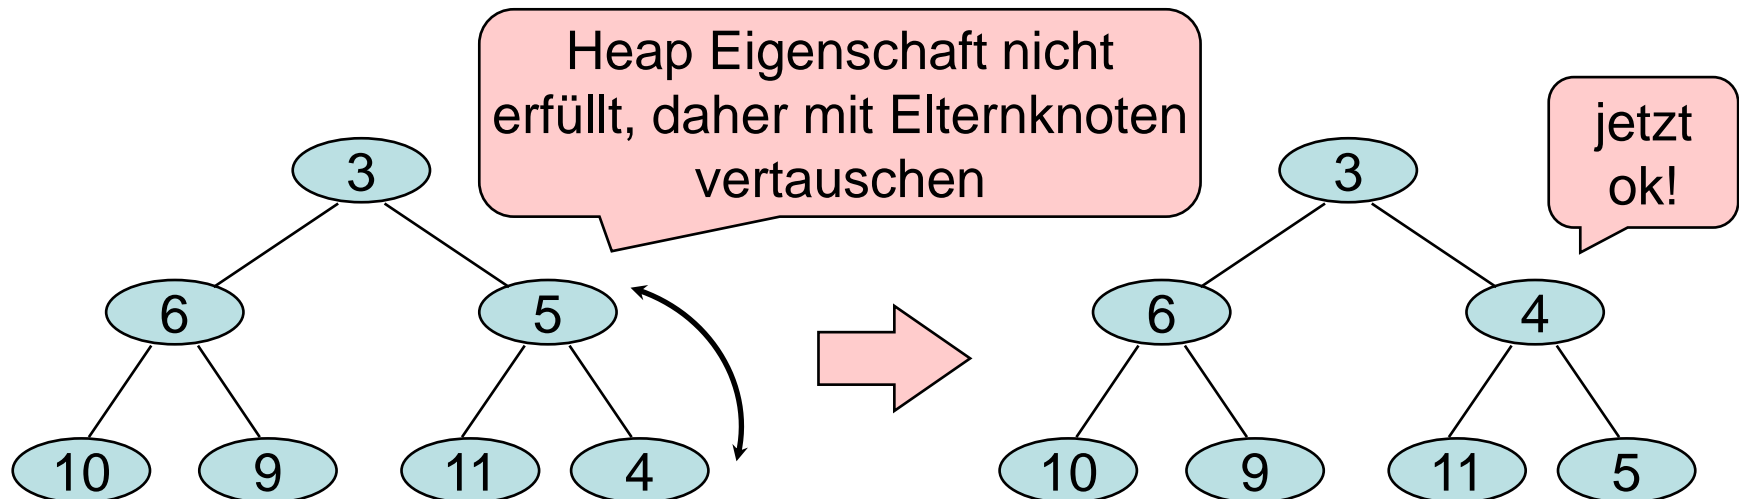 Heap Eigenschaft nicht
erfüllt, daher mit Elternknoten
vertauschen
jetzt
ok!
3
6
5
10
9
11
4
3
6
4
10
9
11
5